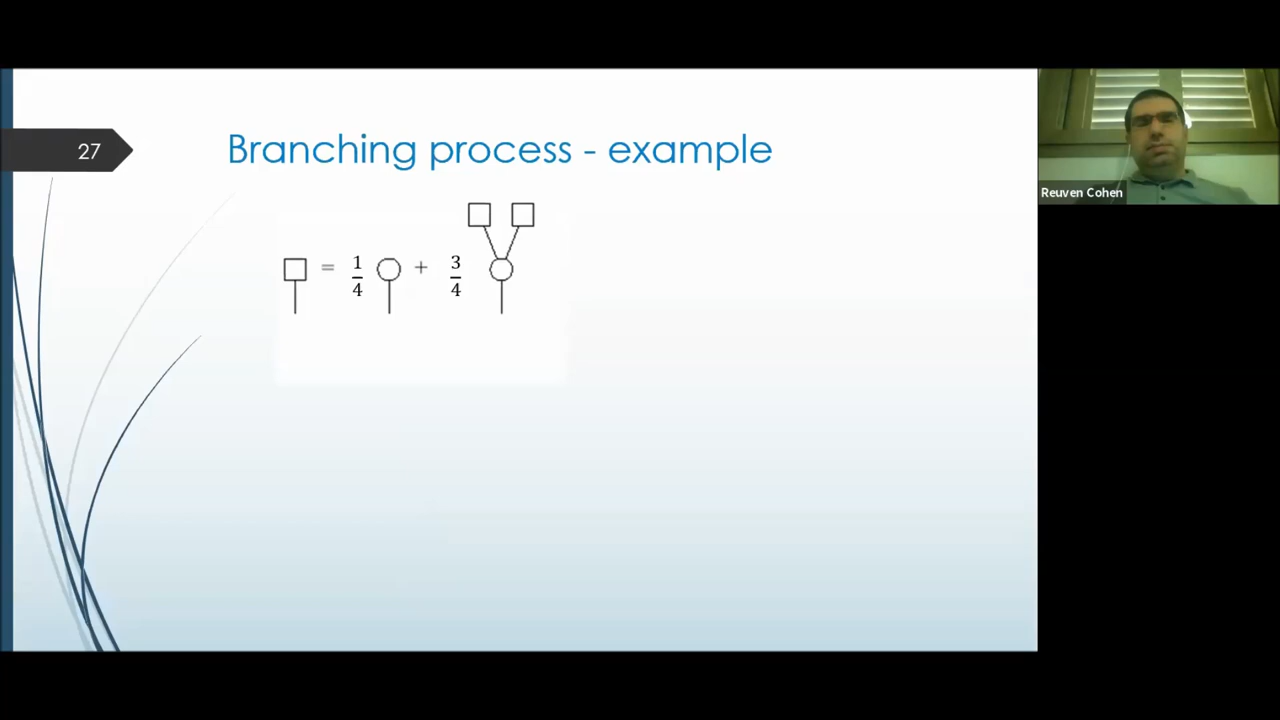 27
Branching process - example
= 1/4 + 3/4
Reuven Cohen